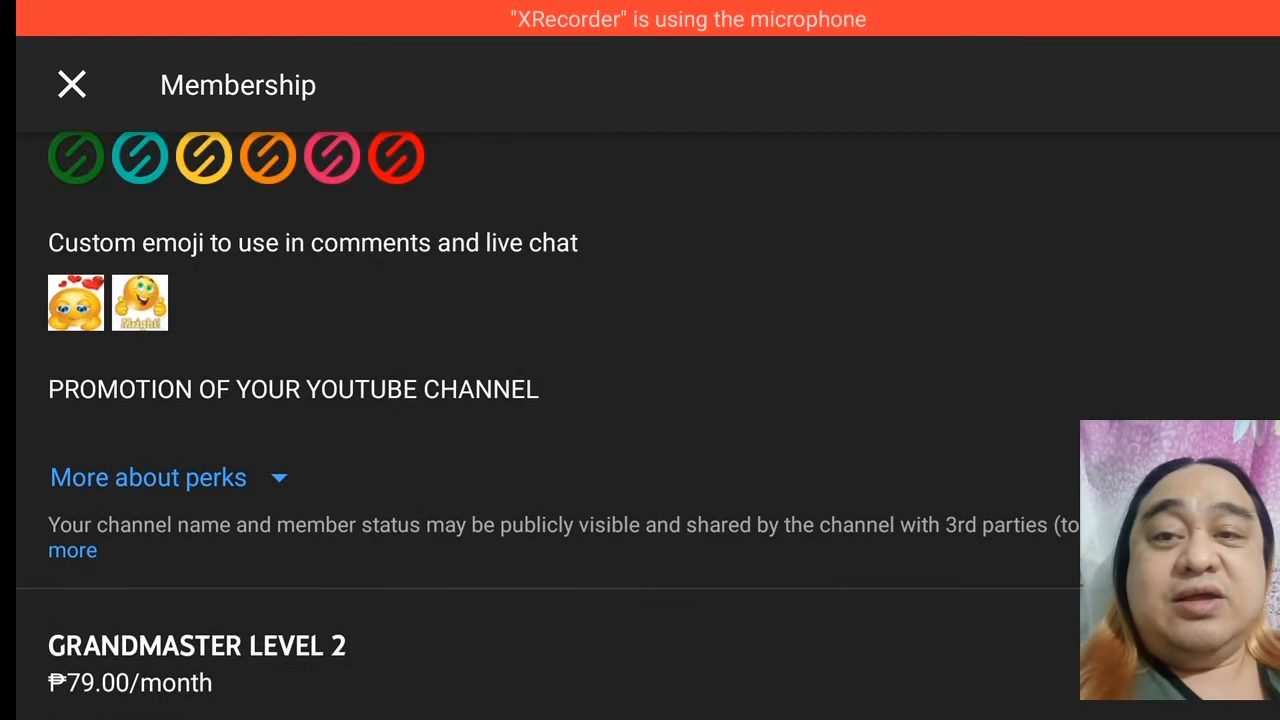 "XRecorder" is using the microphone
Membership
Custom emoji to use in comments and live chat
Alright!
PROMOTION OF YOUR YOUTUBE CHANNEL
More about perks
Your channel name and member status may be publicly visible and shared by the channel with 3rd parties (to
more
GRANDMASTER LEVEL 2
₱79.00/month